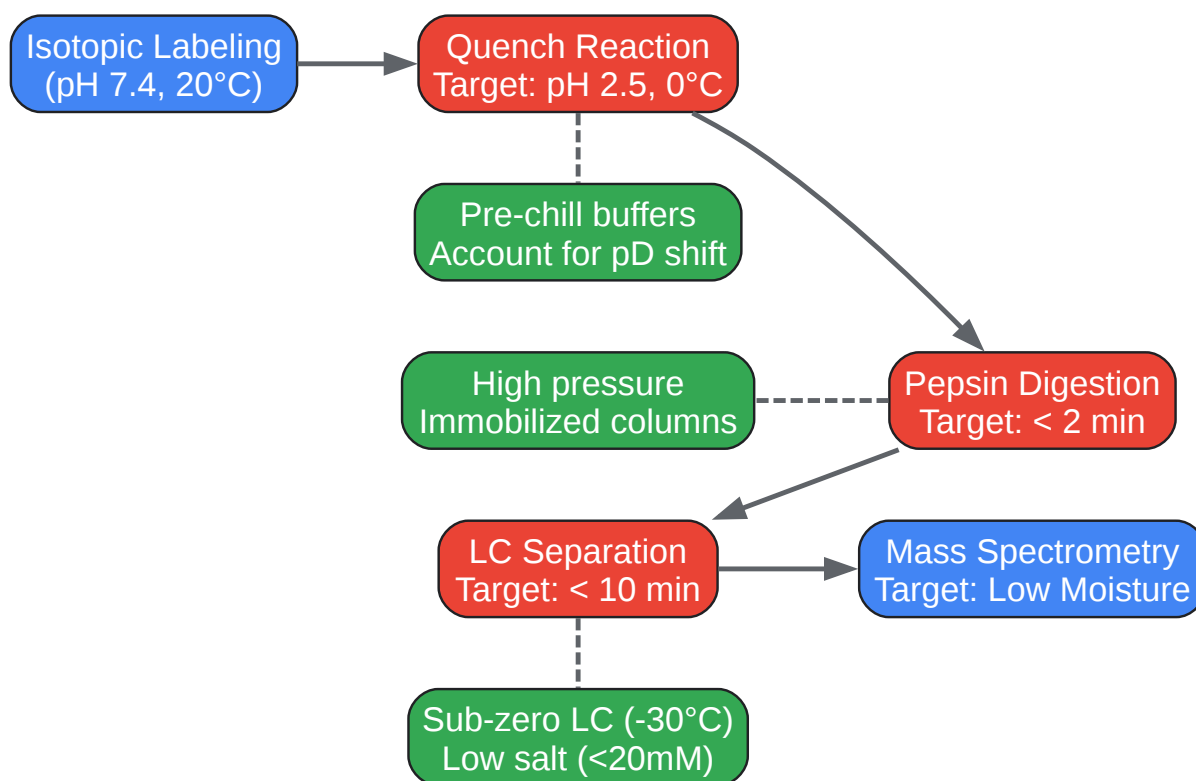 Isotopic Labeling
(pH 7.4, 20°C)
Quench Reaction
Target: pH 2.5, 0°C
Pre-chill buffers
Account for pD shift
High pressure
Immobilized columns
Pepsin Digestion
Target: < 2 min
LC Separation
Target: < 10 min
Mass Spectrometry
Target: Low Moisture
Sub-zero LC (-30°C)
Low salt (<20mM)